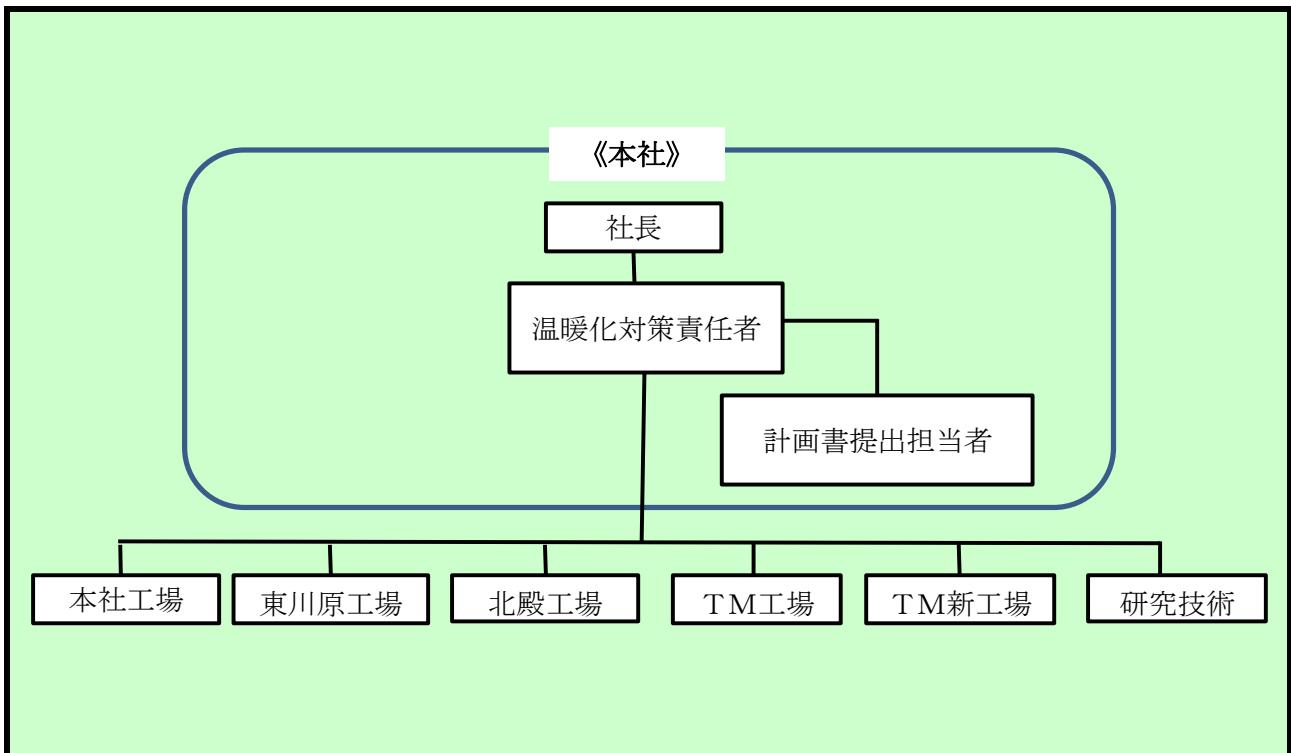 《本社》
社長
温暖化対策責任者
計画書提出担当者
本社工場
東川原工場
北殿工場
ＴＭ工場
ＴＭ新工場
研究技術